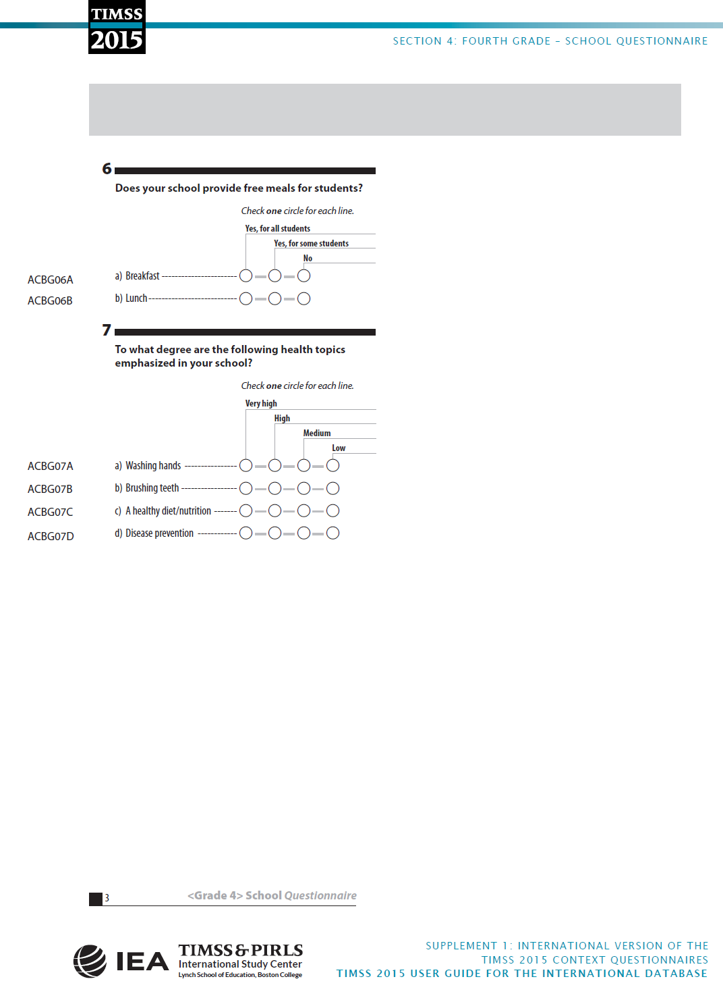 TIMSS
2015
SECTION 4: FOURTH GRADE – SCHOOL QUESTIONNAIRE
6
Does your school provide free meals for students?
Check one circle for each line.
Yes, for all students
Yes, for some students
No
ACBG06A a) Breakfast
ACBG06B b) Lunch
7
To what degree are the following health topics
emphasized in your school?
Check one circle for each line.
Very high
High
Medium
Low
ACBG07A a) Washing hands
ACBG07B b) Brushing teeth
ACBG07C c) A healthy diet/nutrition
ACBG07D d) Disease prevention
3 <Grade 4> School Questionnaire
IEA
TIMSS & PIRLS
International Study Center
Lynch School of Education, Boston College
SUPPLEMENT 1: INTERNATIONAL VERSION OF THE
TIMSS 2015 CONTEXT QUESTIONNAIRES
TIMSS 2015 USER GUIDE FOR THE INTERNATIONAL DATABASE